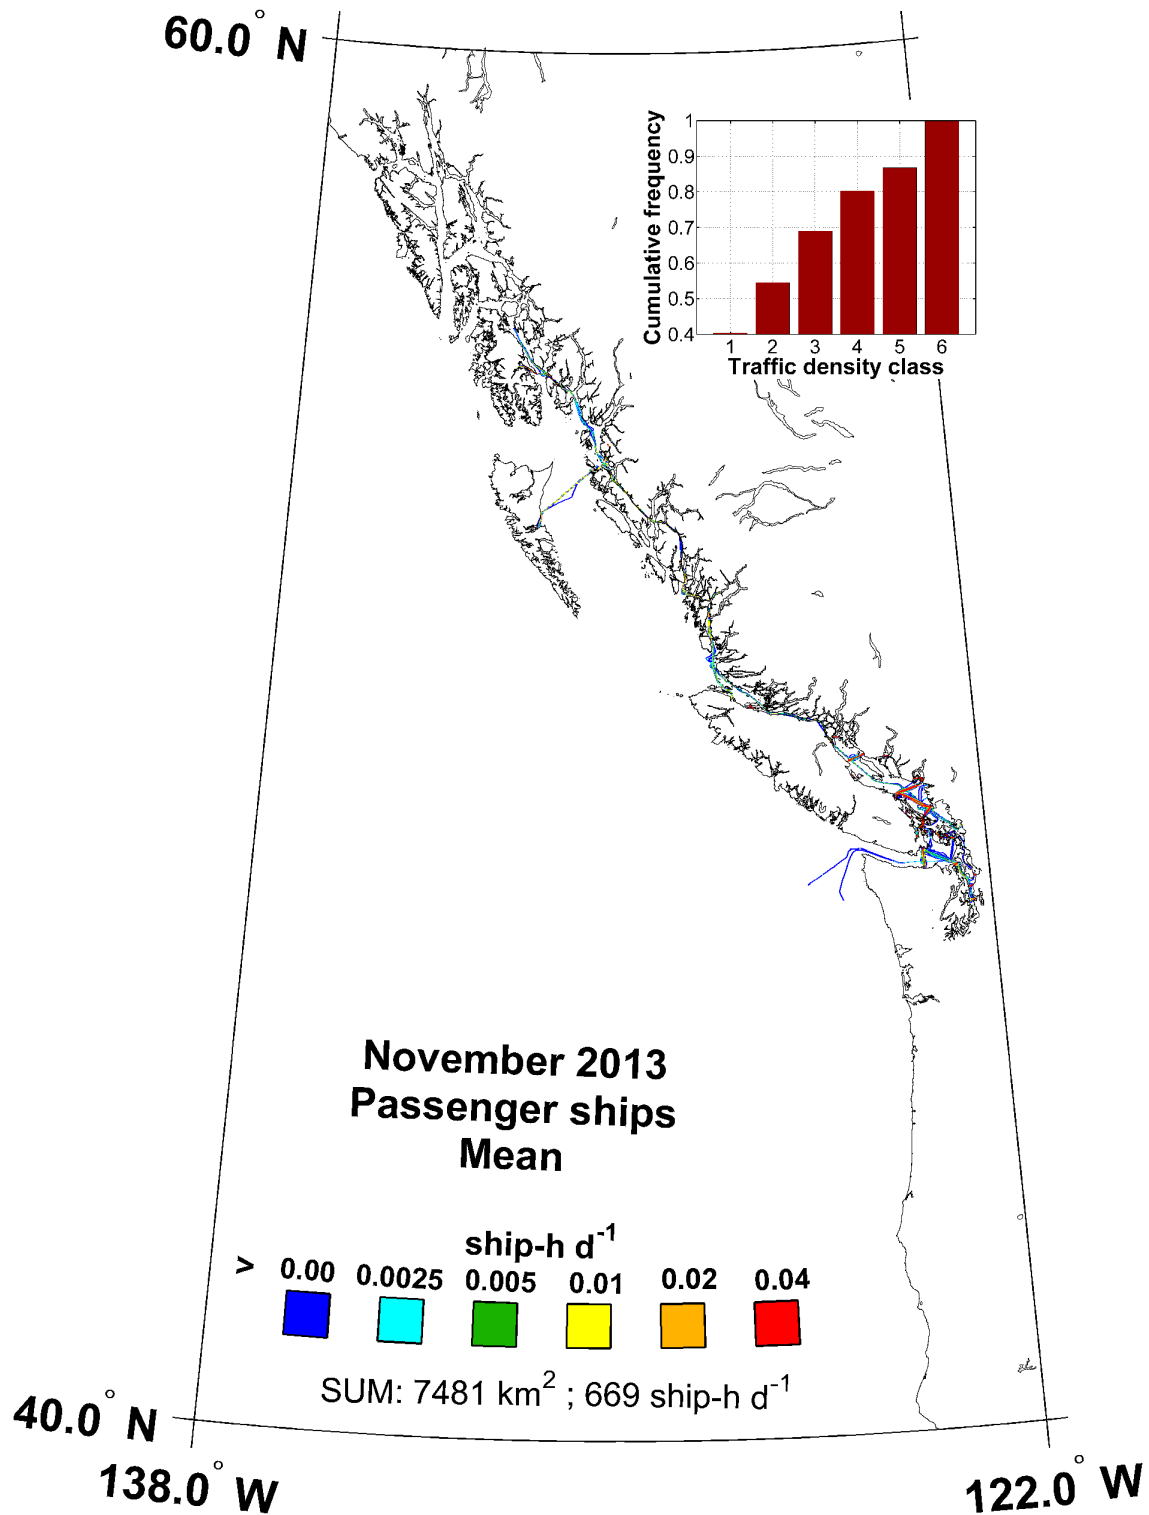 60.0° N
Cumulative frequency
1
0.9
0.8
0.7
0.6
0.5
0.4
1 2 3 4 5 6
Traffic density class
November 2013
Passenger ships
Mean
ship-h d⁻¹
> 0.00 0.0025 0.005 0.01 0.02 0.04
SUM: 7481 km² ; 669 ship-h d⁻¹
40.0° N
138.0° W
122.0° W